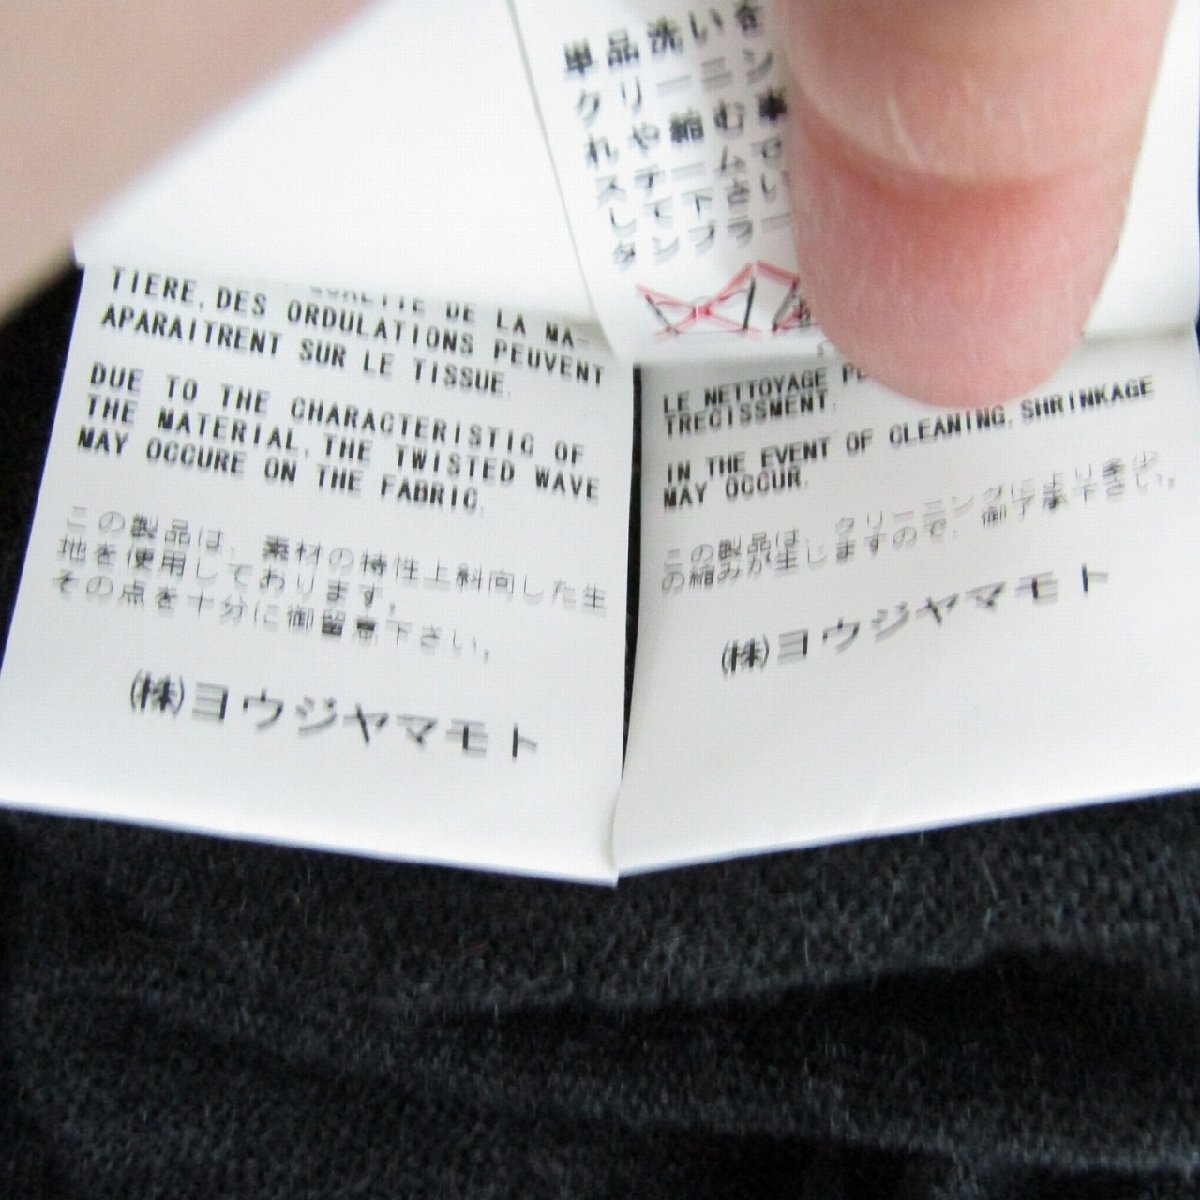 単品洗いを
クリーニン
れや縮む事
スチームで
して下さい
タンブラー
DE LA MA-
TIERE, DES ORDULATIONS PEUVENT
APARAITRENT SUR LE TISSUE.
DUE TO THE CHARACTERISTIC OF
THE MATERIAL, THE TWISTED WAVE
MAY OCCURE ON THE FABRIC.
この製品は、素材の特性上斜向した生
地を使用しております。
その点を十分に御留意下さい。
㈱ヨウジヤマモト
LE NETTOYAGE
TRECISSMENT.
IN THE EVENT OF CLEANING, SHRINKAGE
MAY OCCUR.
この製品は、クリーニングにより多少
の縮みが生じますので、御了承下さい。
㈱ヨウジヤマモト